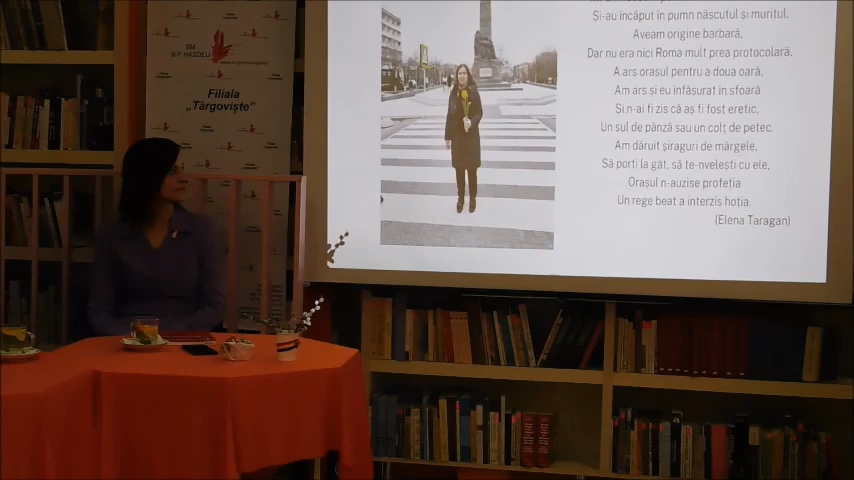 BM
B.P. HASDEU
Filiala
„Târgoviște”
Și-au încăput în pumn născutul și muritul,
Aveam origine barbară,
Dar nu era nici Roma mult prea protocolară.
A ars orașul pentru a doua oară,
Am ars și eu înfășurat în sfoară
Și n-ai fi zis că aș fi fost eretic,
Un sul de pânză sau un colț de petec.
Am dăruit șiraguri de mărgele,
Să porți la gât, să te-nvelești cu ele,
Orașul n-auzise profeția
Un rege beat a interzis hoția.
(Elena Taragan)